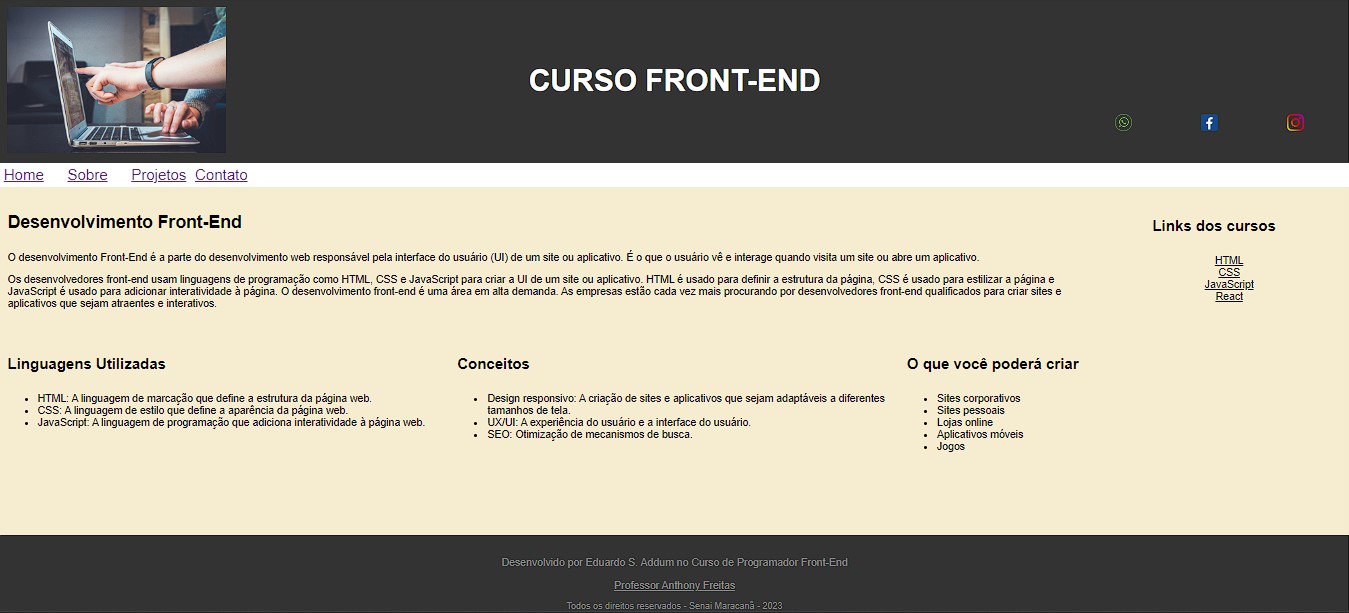 CURSO FRONT-END
Home Sobre Projetos Contato
Desenvolvimento Front-End
O desenvolvimento Front-End é a parte do desenvolvimento web responsável pela interface do usuário (UI) de um site ou aplicativo. É o que o usuário vê e interage quando visita um site ou abre um aplicativo.
Os desenvolvedores front-end usam linguagens de programação como HTML, CSS e JavaScript para criar a UI de um site ou aplicativo. HTML é usado para definir a estrutura da página, CSS é usado para estilizar a página e
JavaScript é usado para adicionar interatividade à página. O desenvolvimento front-end é uma área em alta demanda. As empresas estão cada vez mais procurando por desenvolvedores front-end qualificados para criar sites e
aplicativos que sejam atraentes e interativos.
Links dos cursos
HTML
CSS
JavaScript
React
Linguagens Utilizadas
HTML: A linguagem de marcação que define a estrutura da página web.
CSS: A linguagem de estilo que define a aparência da página web.
JavaScript: A linguagem de programação que adiciona interatividade à página web.
Conceitos
Design responsivo: A criação de sites e aplicativos que sejam adaptáveis a diferentes
tamanhos de tela.
UX/UI: A experiência do usuário e a interface do usuário.
SEO: Otimização de mecanismos de busca.
O que você poderá criar
Sites corporativos
Sites pessoais
Lojas online
Aplicativos móveis
Jogos
Desenvolvido por Eduardo S. Addum no Curso de Programador Front-End
Professor Anthony Freitas
Todos os direitos reservados - Senai Maracanã - 2023